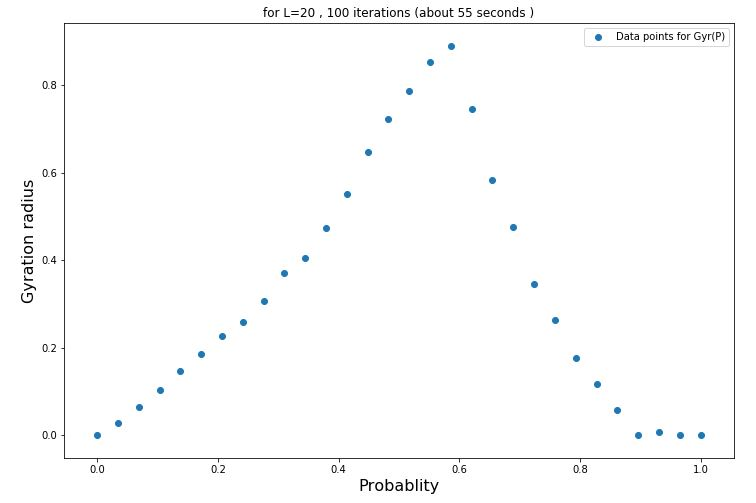 for L=20 , 100 iterations (about 55 seconds )
Data points for Gyr(P)
Gyration radius
0.8
0.6
0.4
0.2
0.0
0.0 0.2 0.4 0.6 0.8 1.0
Probablity